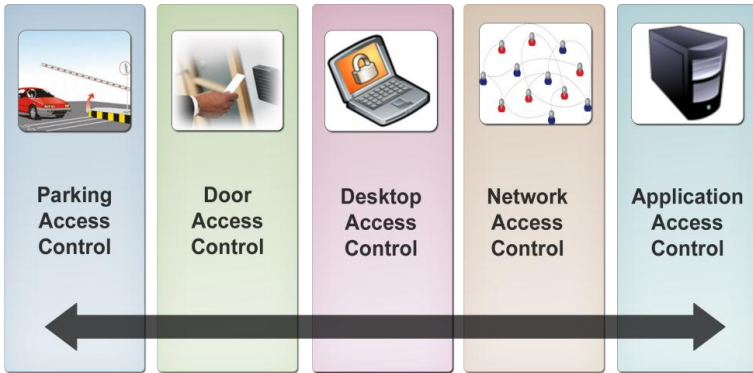 Parking
Access
Control
Door
Access
Control
Desktop
Access
Control
Network
Access
Control
Application
Access
Control